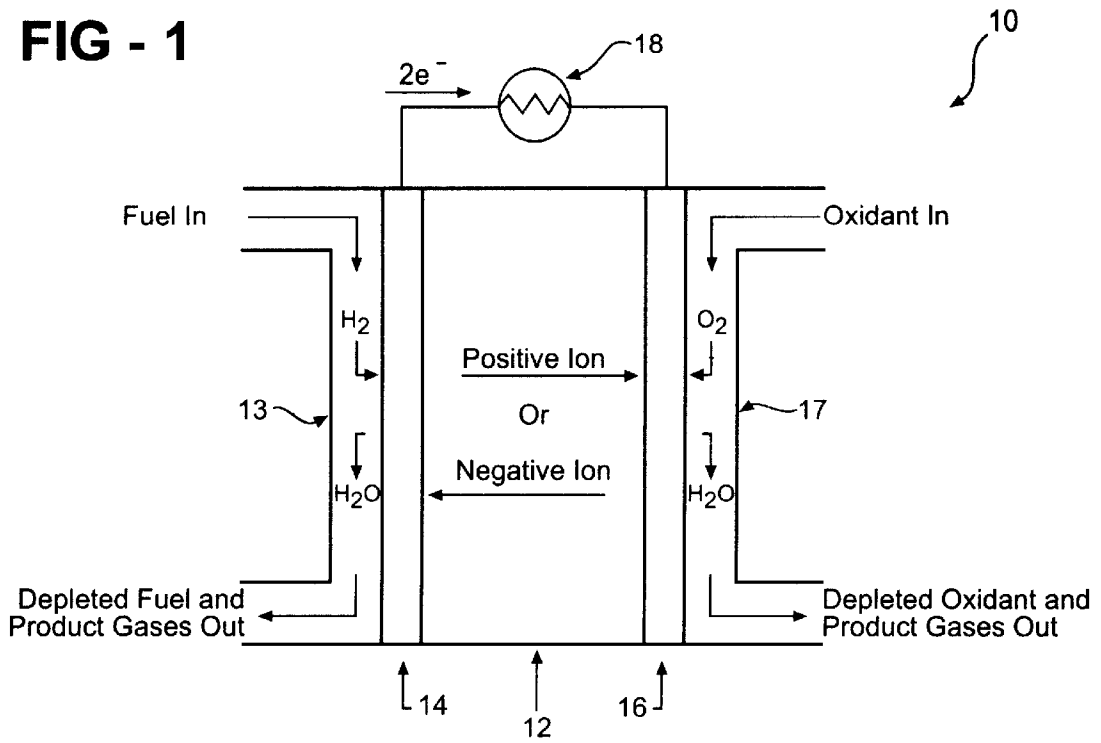 FIG - 1
10
18
2e⁻
Fuel In
Oxidant In
H₂
O₂
Positive Ion
13
Or
17
Negative Ion
H₂O
H₂O
Depleted Fuel and
Product Gases Out
Depleted Oxidant and
Product Gases Out
14
12
16